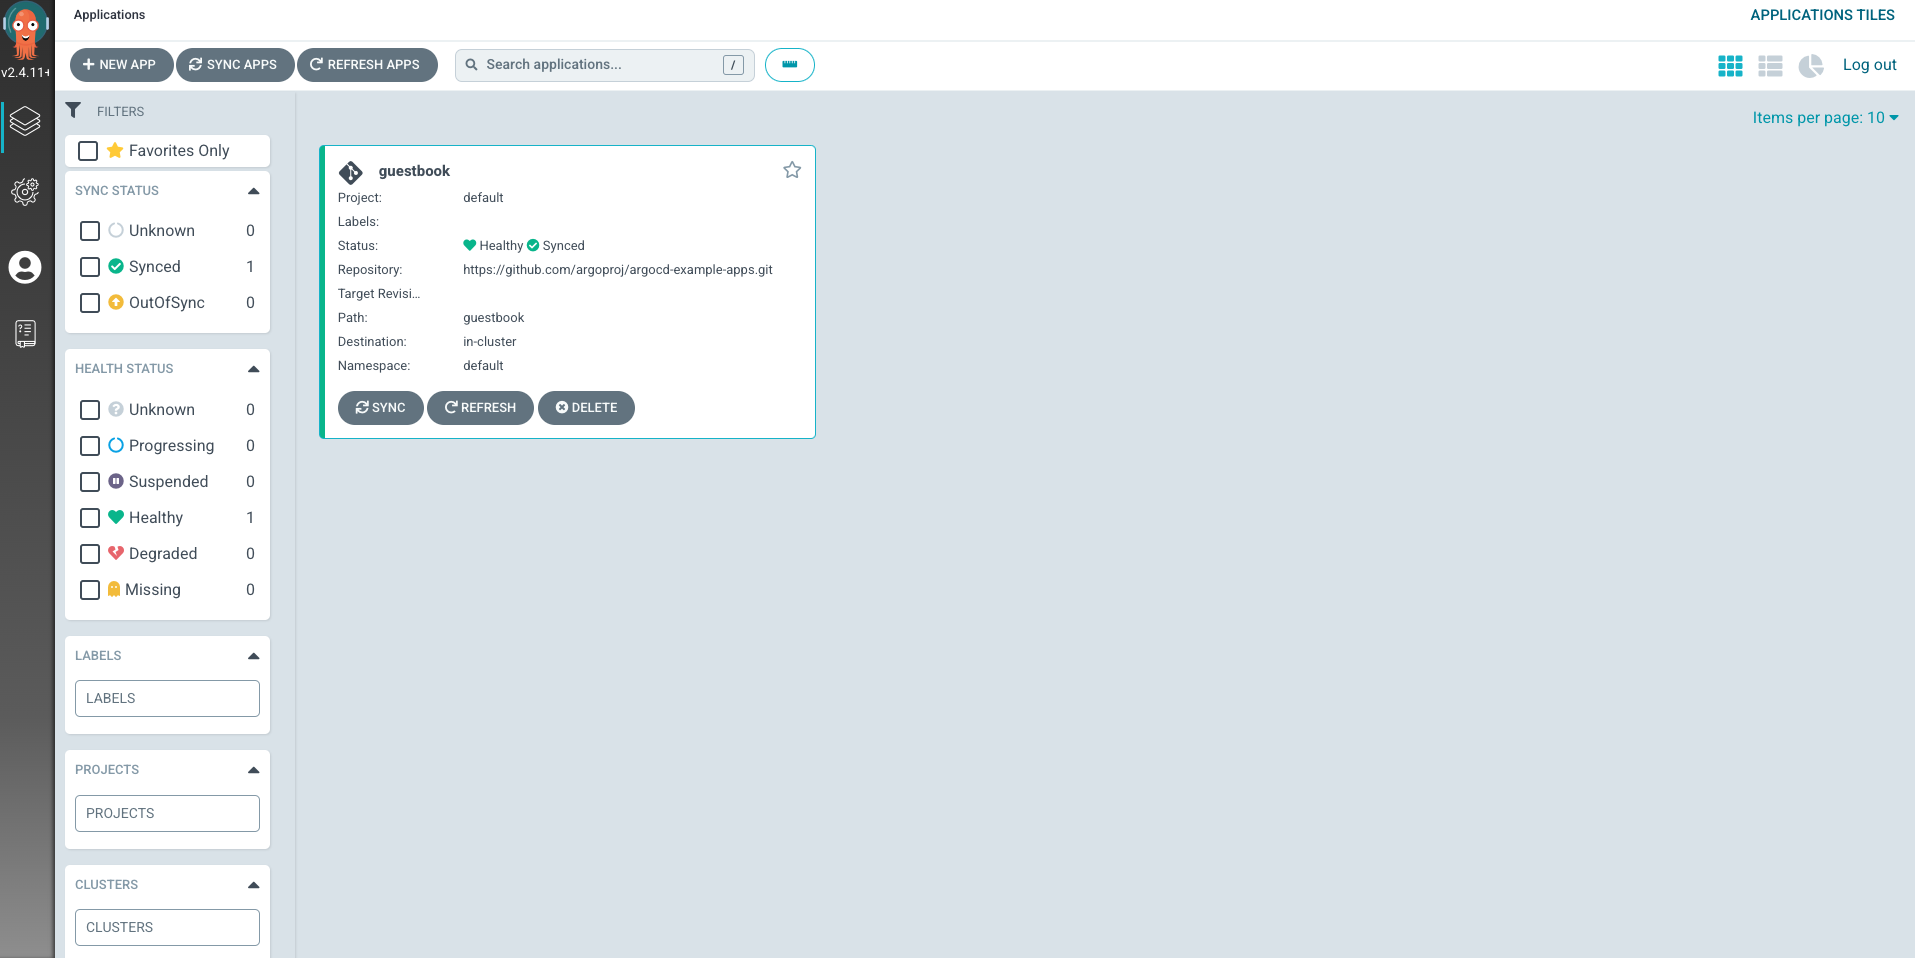 Applications
APPLICATIONS TILES
v2.4.11+
NEW APP
SYNC APPS
REFRESH APPS
Search applications...
/
Log out
FILTERS
Items per page: 10
Favorites Only
SYNC STATUS
Unknown 0
Synced 1
OutOfSync 0
HEALTH STATUS
Unknown 0
Progressing 0
Suspended 0
Healthy 1
Degraded 0
Missing 0
LABELS
LABELS
PROJECTS
PROJECTS
CLUSTERS
CLUSTERS
guestbook
Project: default
Labels:
Status: Healthy Synced
Repository: https://github.com/argoproj/argocd-example-apps.git
Target Revisi...
Path: guestbook
Destination: in-cluster
Namespace: default
SYNC
REFRESH
DELETE